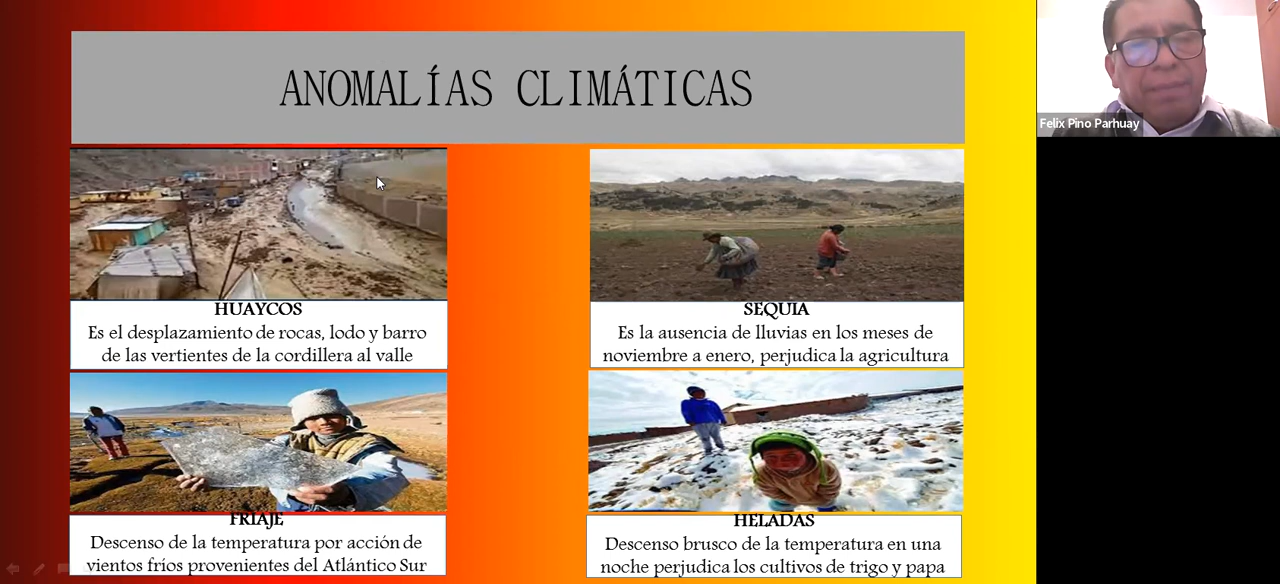 ANOMALÍAS CLIMÁTICAS
Felix Pino Parhuay
HUAYCOS
Es el desplazamiento de rocas, lodo y barro
de las vertientes de la cordillera al valle
SEQUIA
Es la ausencia de lluvias en los meses de
noviembre a enero, perjudica la agricultura
FRIAJE
Descenso de la temperatura por acción de
vientos fríos provenientes del Atlántico Sur
HELADAS
Descenso brusco de la temperatura en una
noche perjudica los cultivos de trigo y papa